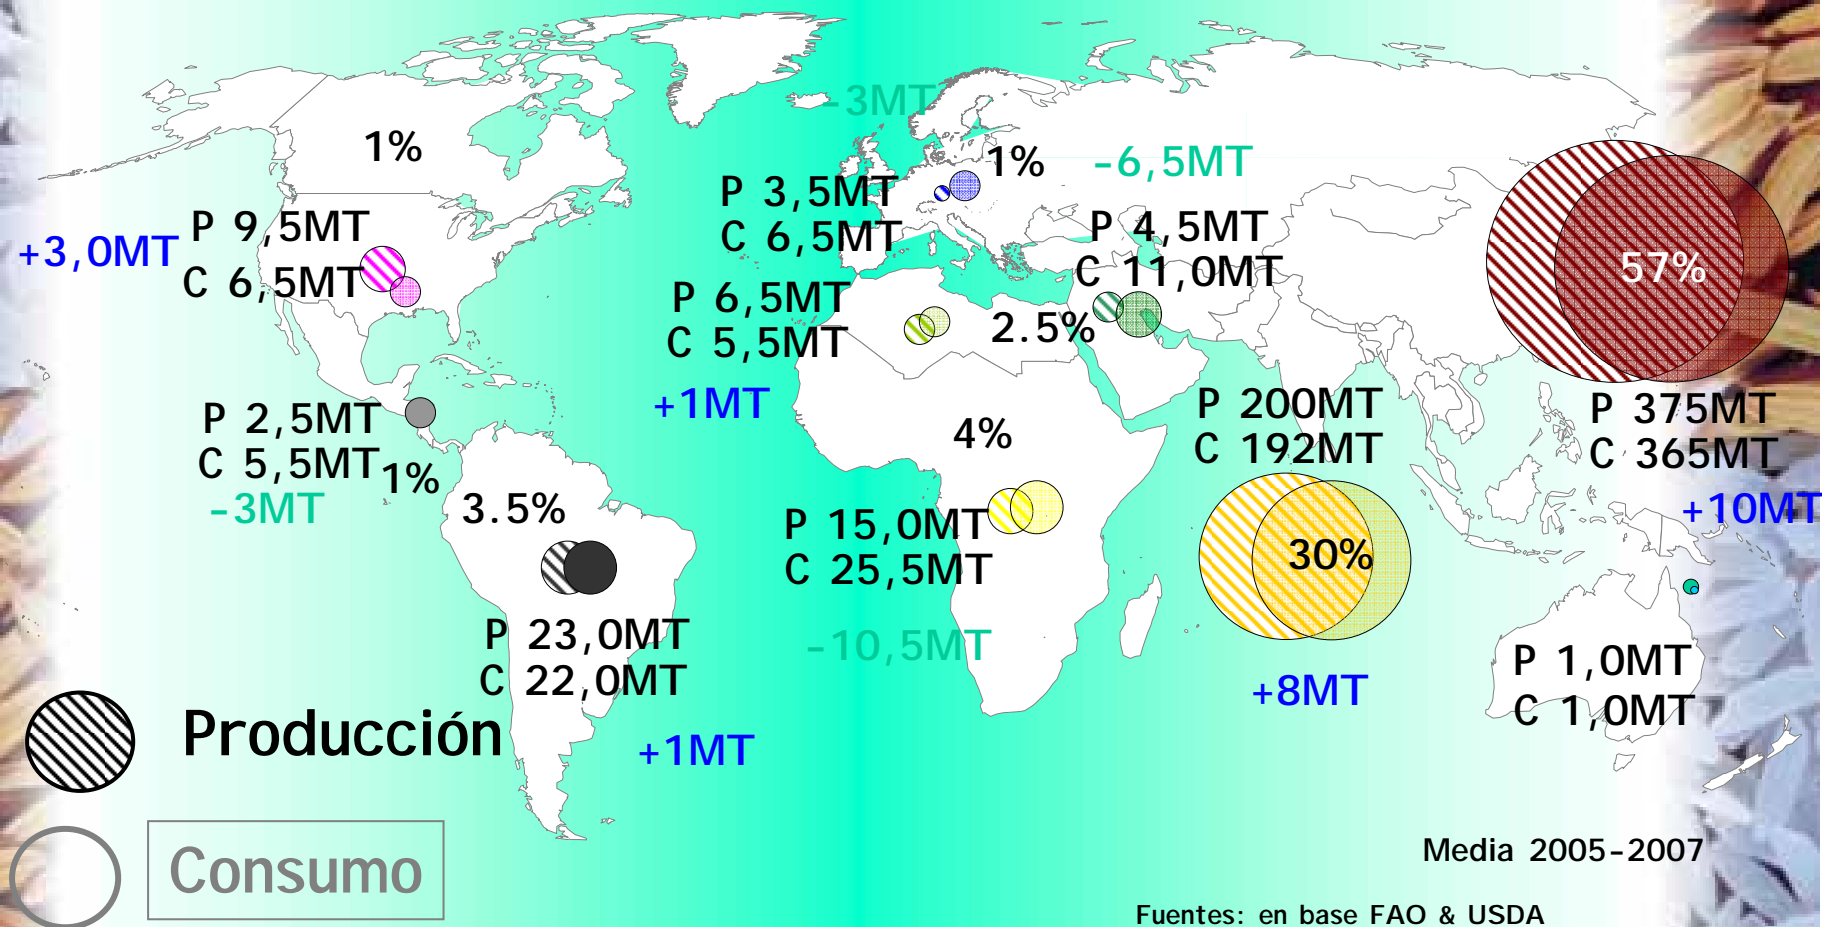 -3MT
1%
1%
-6,5MT
P 3,5MT
C 6,5MT
P 9,5MT
C 6,5MT
+3,0MT
P 4,5MT
C 11,0MT
57%
P 6,5MT
C 5,5MT
2.5%
+1MT
P 2,5MT
C 5,5MT
1%
-3MT
3.5%
4%
P 200MT
C 192MT
P 375MT
C 365MT
+10MT
P 15,0MT
C 25,5MT
30%
-10,5MT
+8MT
P 23,0MT
C 22,0MT
+1MT
P 1,0MT
C 1,0MT
Producción
Consumo
Media 2005-2007
Fuentes: en base FAO & USDA